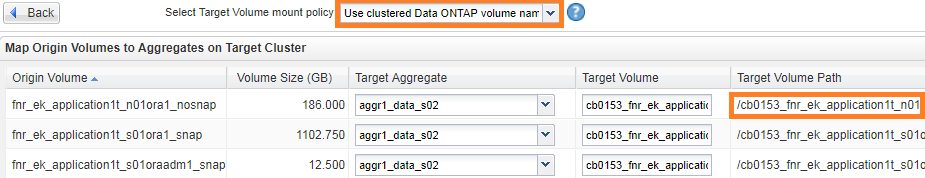 Back Select Target Volume mount policy Use clustered Data ONTAP volume nam ?
Map Origin Volumes to Aggregates on Target Cluster
Origin Volume Volume Size (GB) Target Aggregate Target Volume Target Volume Path
fnr_ek_application1t_n01ora1_nosnap 186.000 aggr1_data_s02 cb0153_fnr_ek_applicatio /cb0153_fnr_ek_application1t_n01
fnr_ek_application1t_s01ora1_snap 1102.750 aggr1_data_s02 cb0153_fnr_ek_applicatio /cb0153_fnr_ek_application1t_s01o
fnr_ek_application1t_s01oraadm1_snap 12.500 aggr1_data_s02 cb0153_fnr_ek_applicatio /cb0153_fnr_ek_application1t_s01o